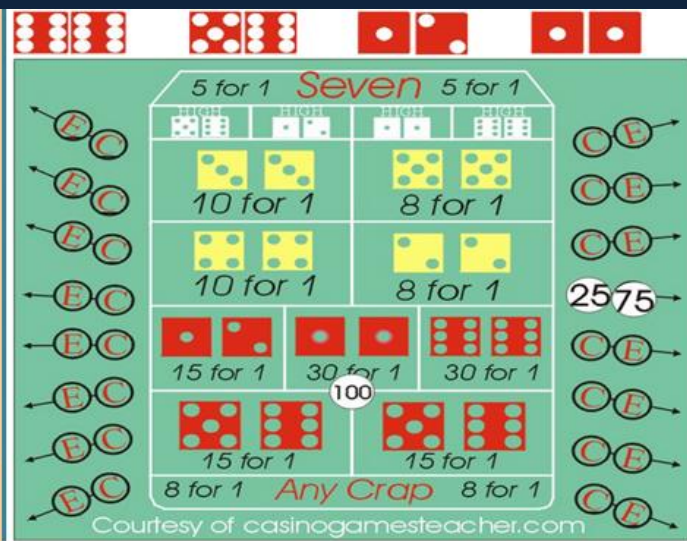 5 for 1 Seven 5 for 1
HIGH HIGH HIGH HIGH
10 for 1 8 for 1
10 for 1 8 for 1
15 for 1 30 for 1 30 for 1
100
15 for 1 15 for 1
8 for 1 Any Crap 8 for 1
Courtesy of casinogamesteacher.com
E C C E
E C C E
E C C E
E C 25 75
E C C E
E C C E
E C C E
E C C E